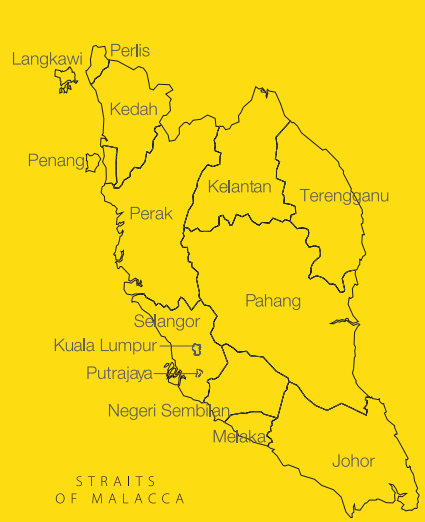 Perlis
Langkawi
Kedah
Penang
Kelantan
Terengganu
Perak
Pahang
Selangor
Kuala Lumpur
Putrajaya
Negeri Sembilan
Melaka
Johor
STRAITS
OF MALACCA